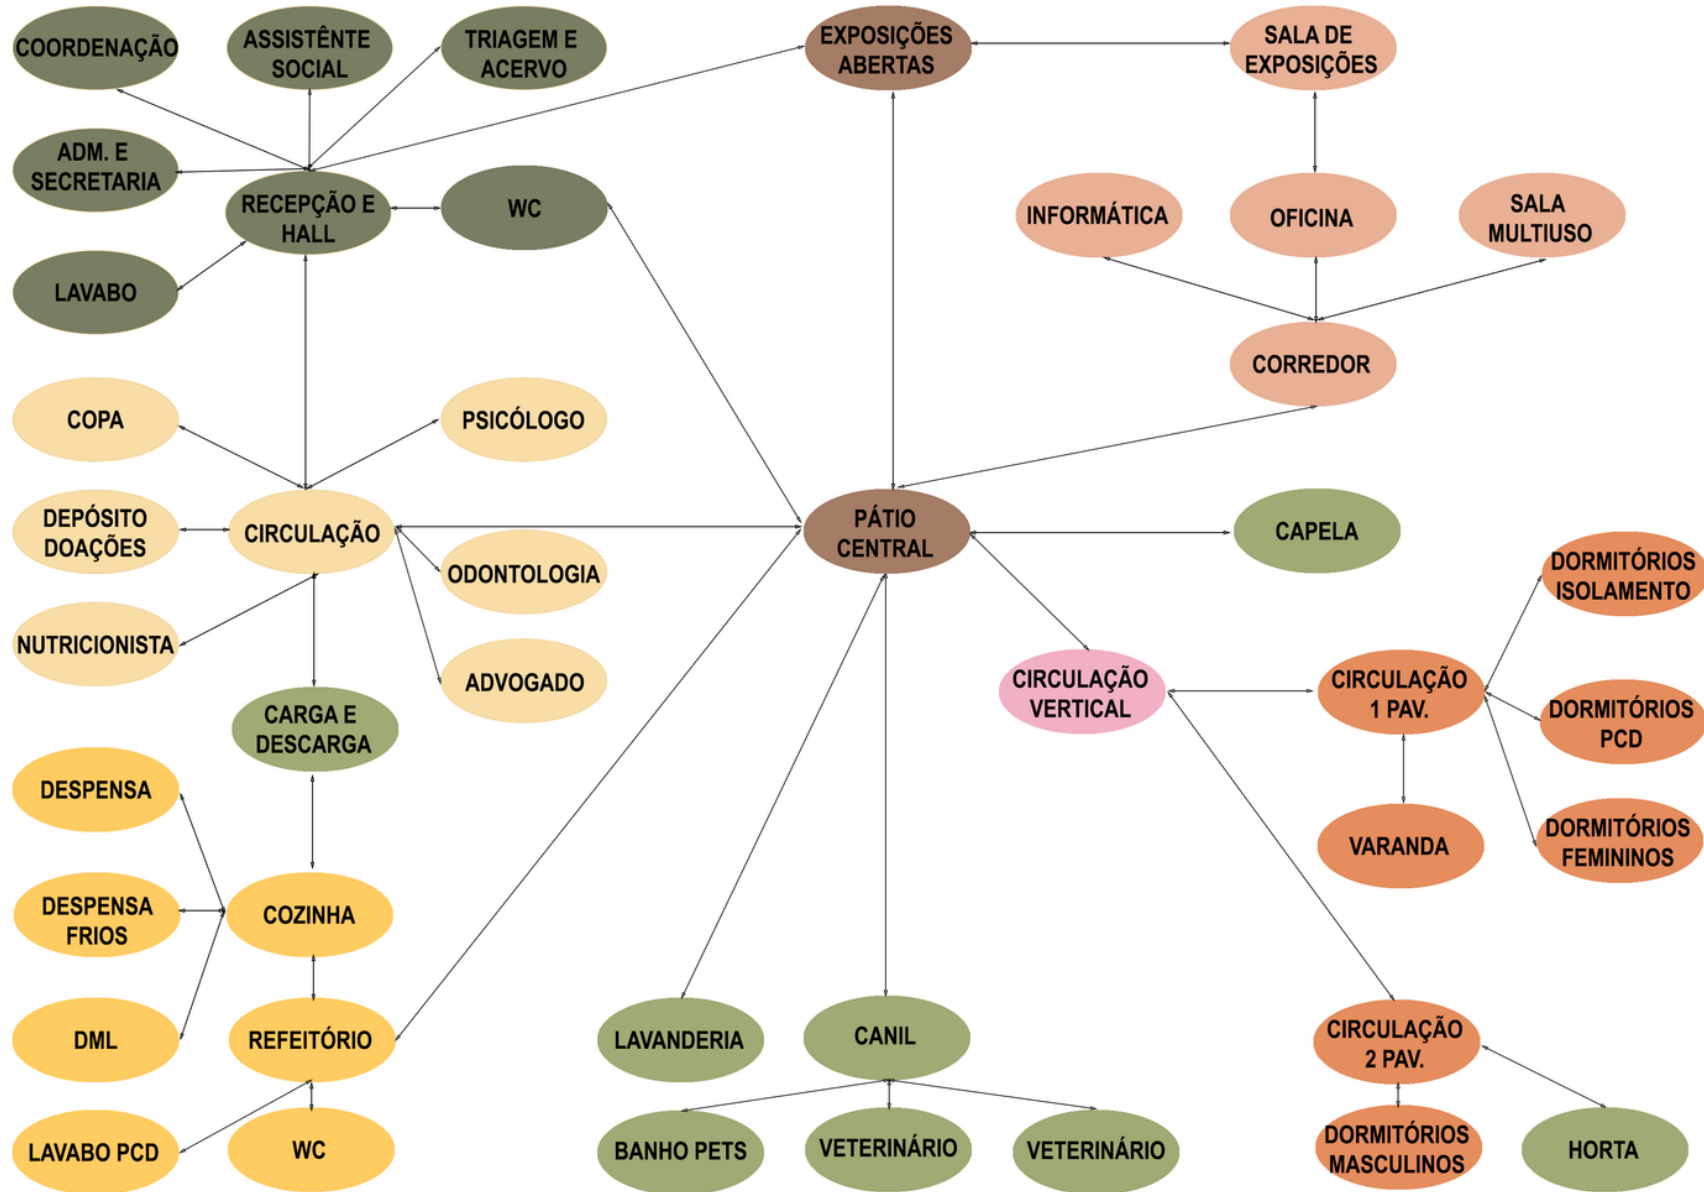 COORDENAÇÃO
ASSISTÊNTE
SOCIAL
TRIAGEM E
ACERVO
EXPOSIÇÕES
ABERTAS
SALA DE
EXPOSIÇÕES
ADM. E
SECRETARIA
RECEPÇÃO E
HALL
WC
INFORMÁTICA
OFICINA
SALA
MULTIUSO
LAVABO
CORREDOR
COPA
PSICÓLOGO
DEPÓSITO
DOAÇÕES
CIRCULAÇÃO
PÁTIO
CENTRAL
CAPELA
ODONTOLOGIA
DORMITÓRIOS
ISOLAMENTO
NUTRICIONISTA
ADVOGADO
CIRCULAÇÃO
VERTICAL
CIRCULAÇÃO
1 PAV.
DORMITÓRIOS
PCD
CARGA E
DESCARGA
DESPENSA
VARANDA
DORMITÓRIOS
FEMININOS
DESPENSA
FRIOS
COZINHA
DML
REFEITÓRIO
LAVANDERIA
CANIL
CIRCULAÇÃO
2 PAV.
LAVABO PCD
WC
BANHO PETS
VETERINÁRIO
VETERINÁRIO
DORMITÓRIOS
MASCULINOS
HORTA